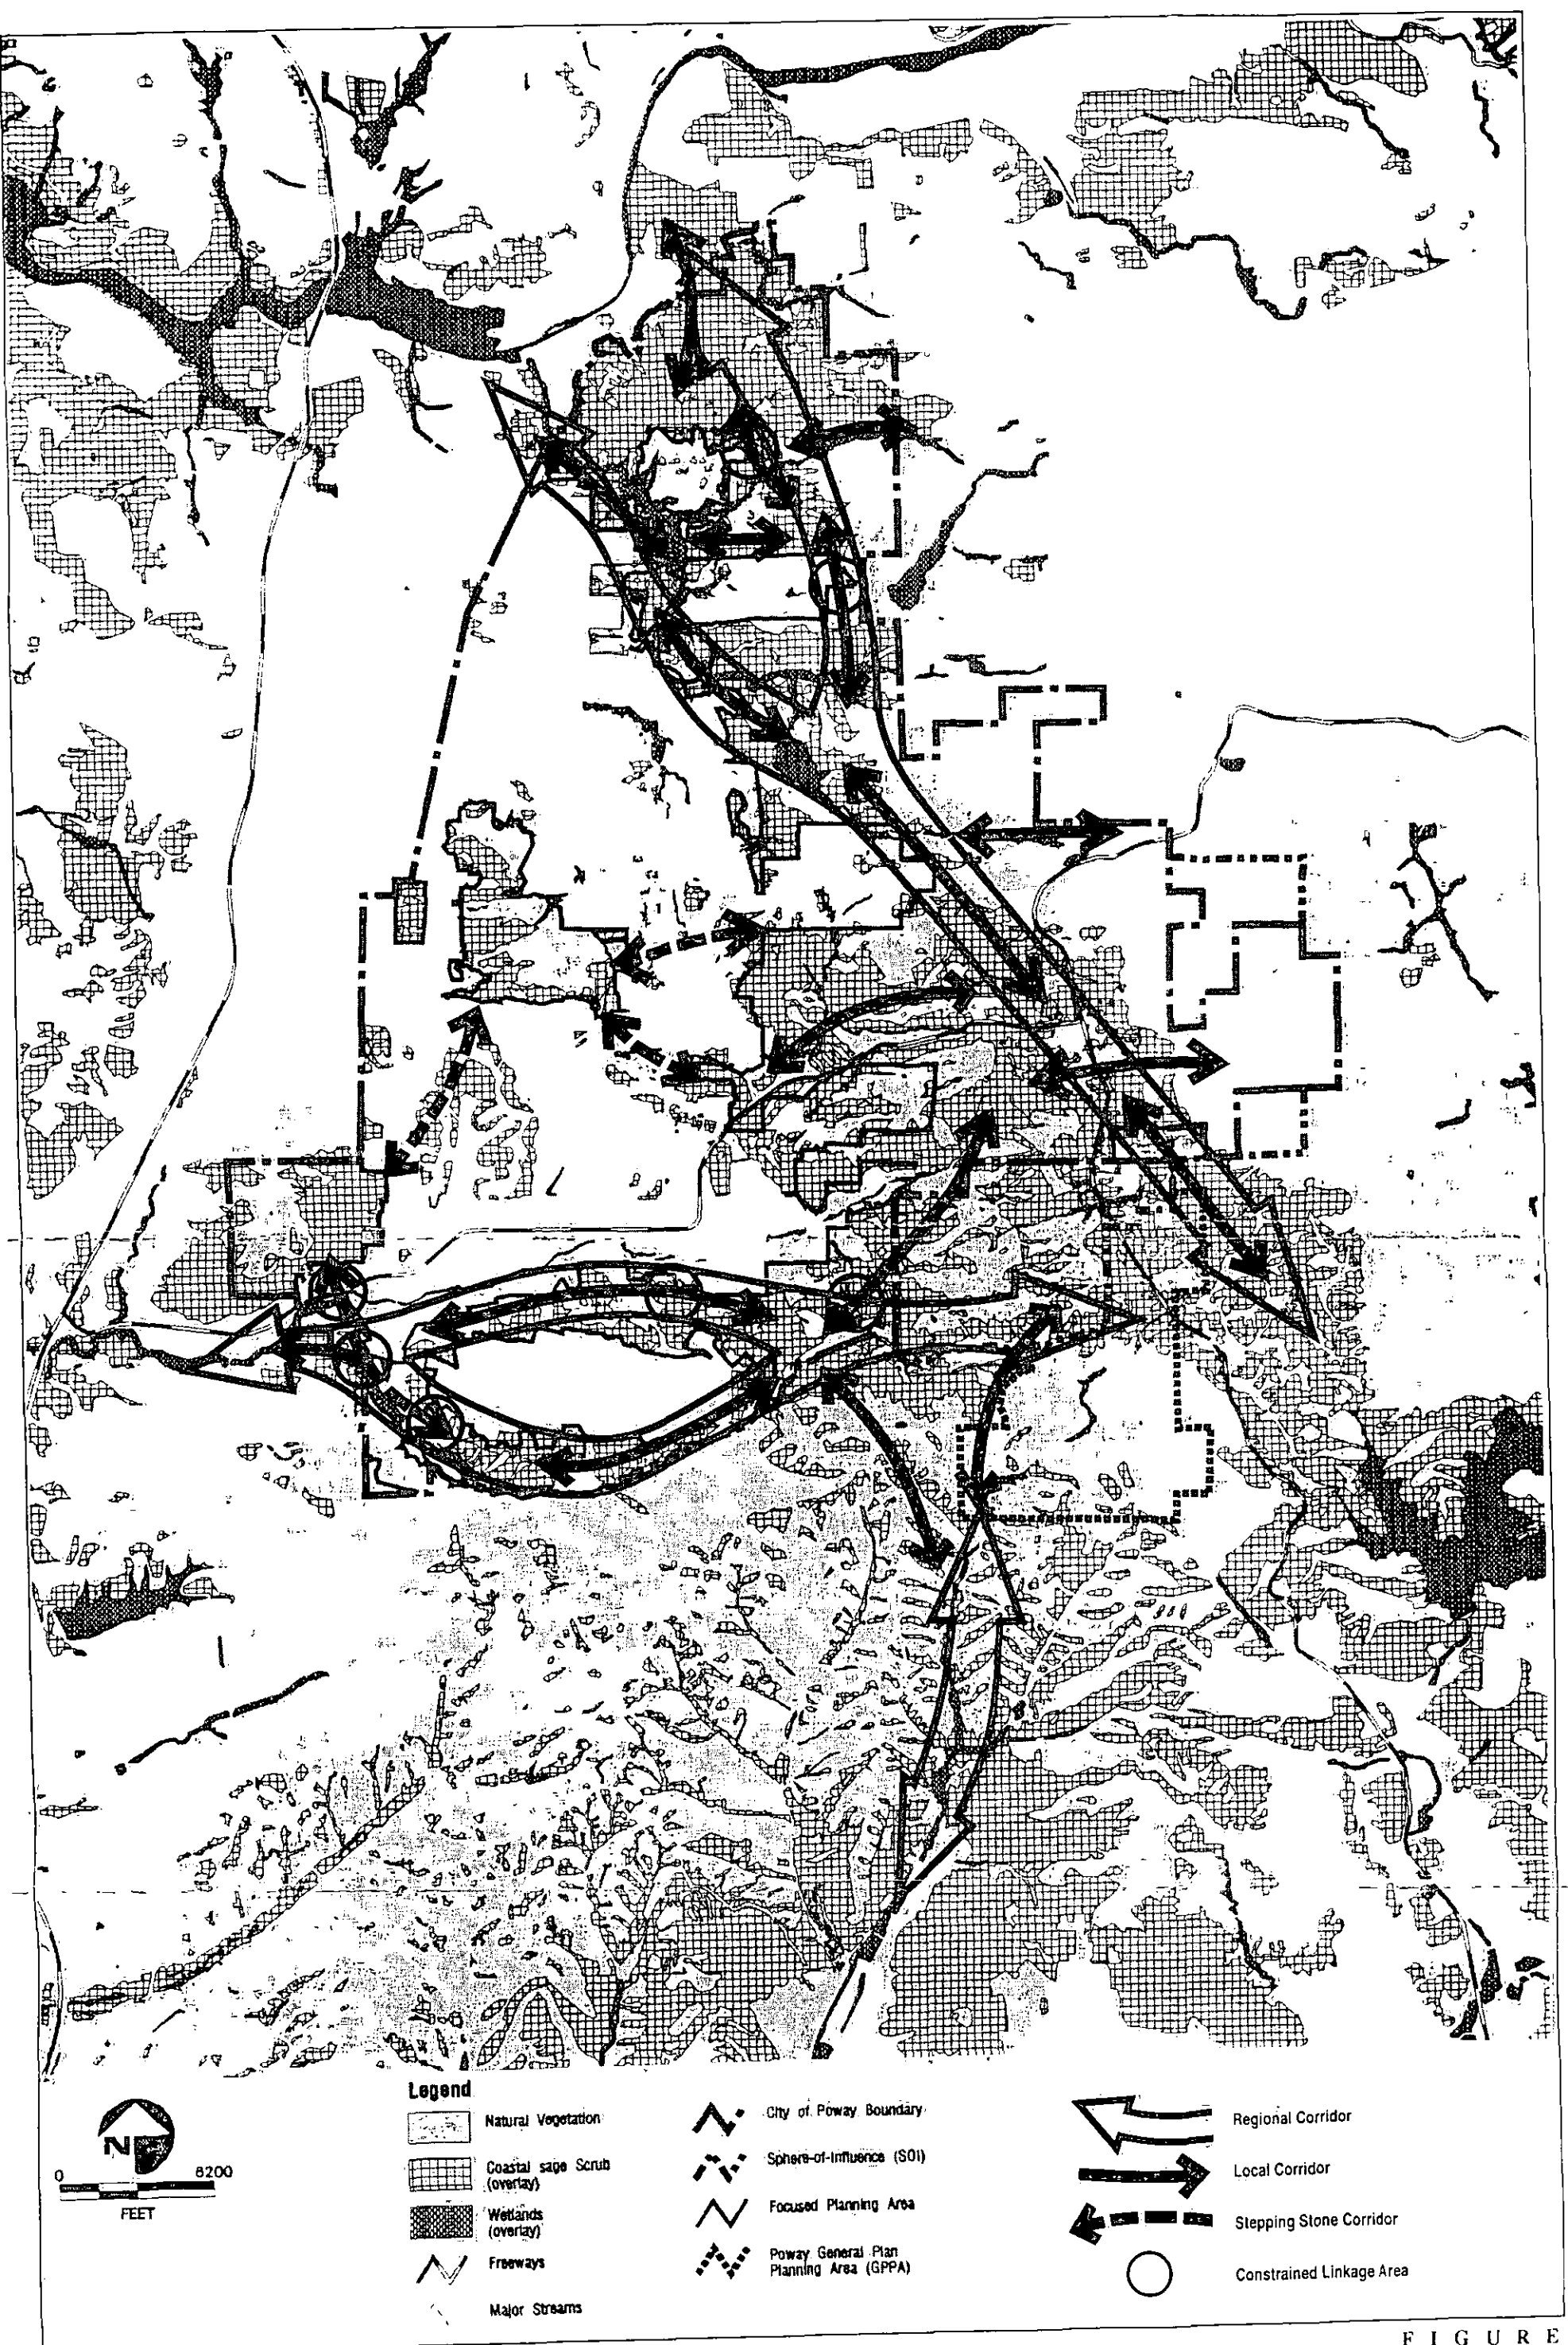 N
0 8200
FEET
Legend
Natural Vegetation
Coastal sage Scrub
(overlay)
Wetlands
(overlay)
Freeways
Major Streams
City of Poway Boundary
Sphere-of-Influence (SOI)
Focused Planning Area
Poway General Plan
Planning Area (GPPA)
Regional Corridor
Local Corridor
Stepping Stone Corridor
Constrained Linkage Area
FIGURE